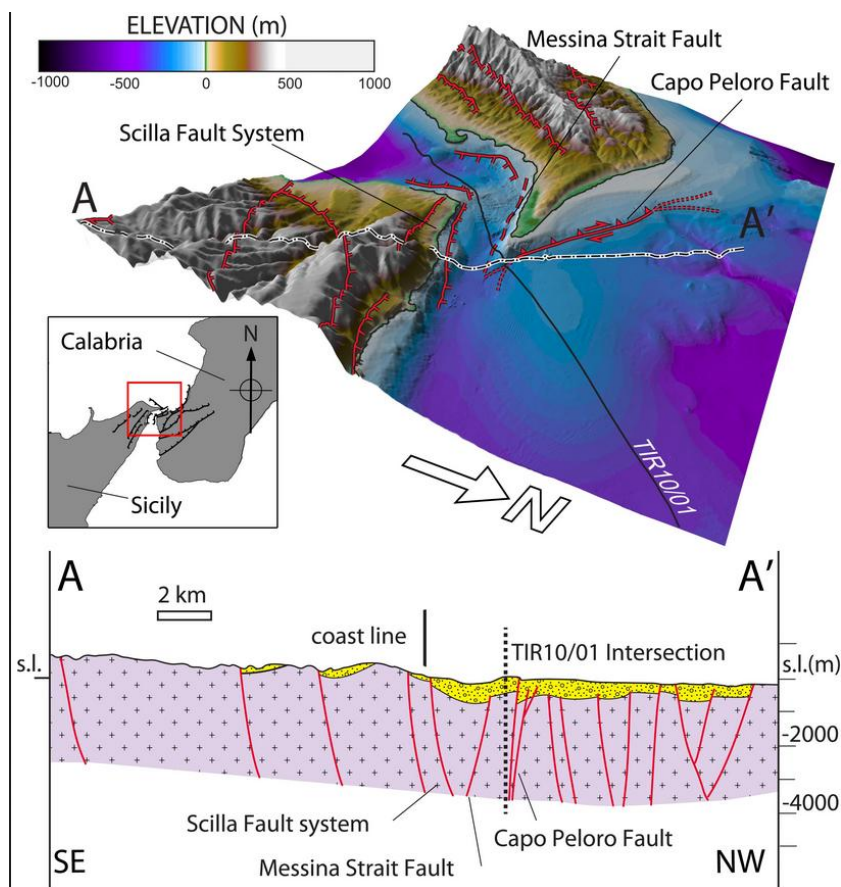 ELEVATION (m)
-1000 -500 0 500 1000
Messina Strait Fault
Capo Peloro Fault
Scilla Fault System
A
A'
Calabria
N
Sicily
N
TIR10/01
A
A'
2 km
coast line
TIR10/01 Intersection
s.l.
s.l.(m)
-2000
-4000
Scilla Fault system
Capo Peloro Fault
Messina Strait Fault
SE
NW